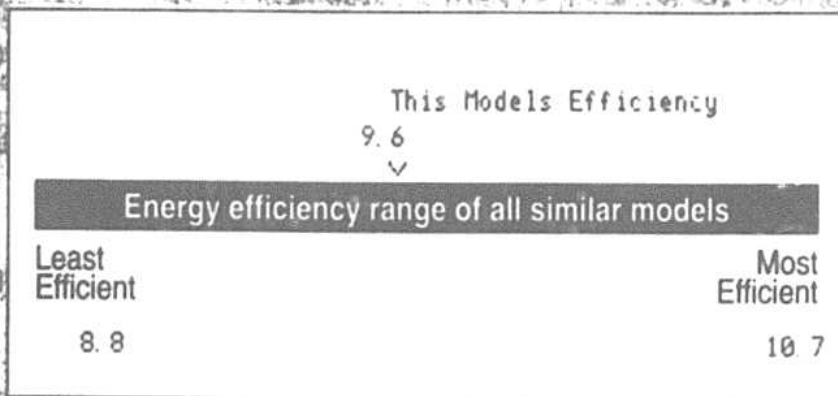 This Models Efficiency
9.6
Energy efficiency range of all similar models
Least Most
Efficient Efficient
8.8 10.7